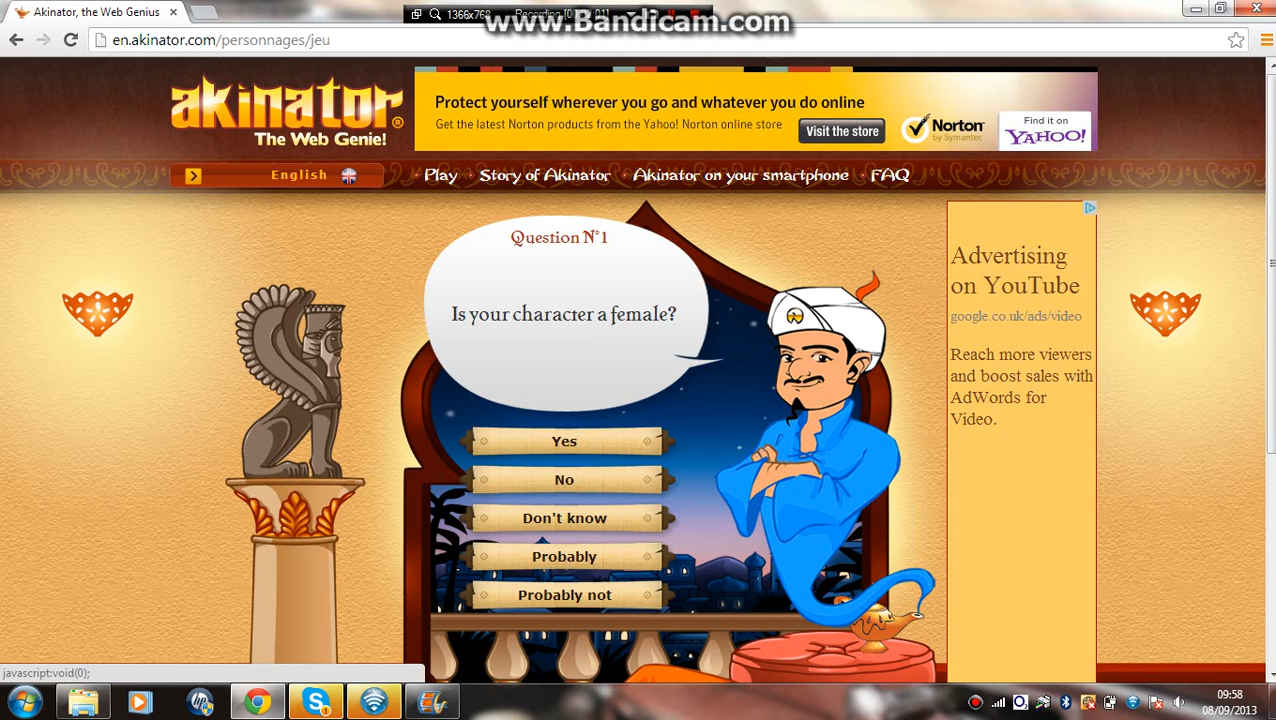 Akinator, the Web Genius
1366x768
www.Bandicam.com
en.akinator.com/personnages/jeu
akinator®
The Web Genie!
Protect yourself wherever you go and whatever you do online
Get the latest Norton products from the Yahoo! Norton online store
Visit the store
Norton
by Symantec
Find it on
YAHOO!
English
Play
Story of Akinator
Akinator on your smartphone
FAQ
Question N°1
Is your character a female?
Yes
No
Don't know
Probably
Probably not
Advertising
on YouTube
google.co.uk/ads/video
Reach more viewers
and boost sales with
AdWords for
Video.
javascript:void(0);
09:58
08/09/2013